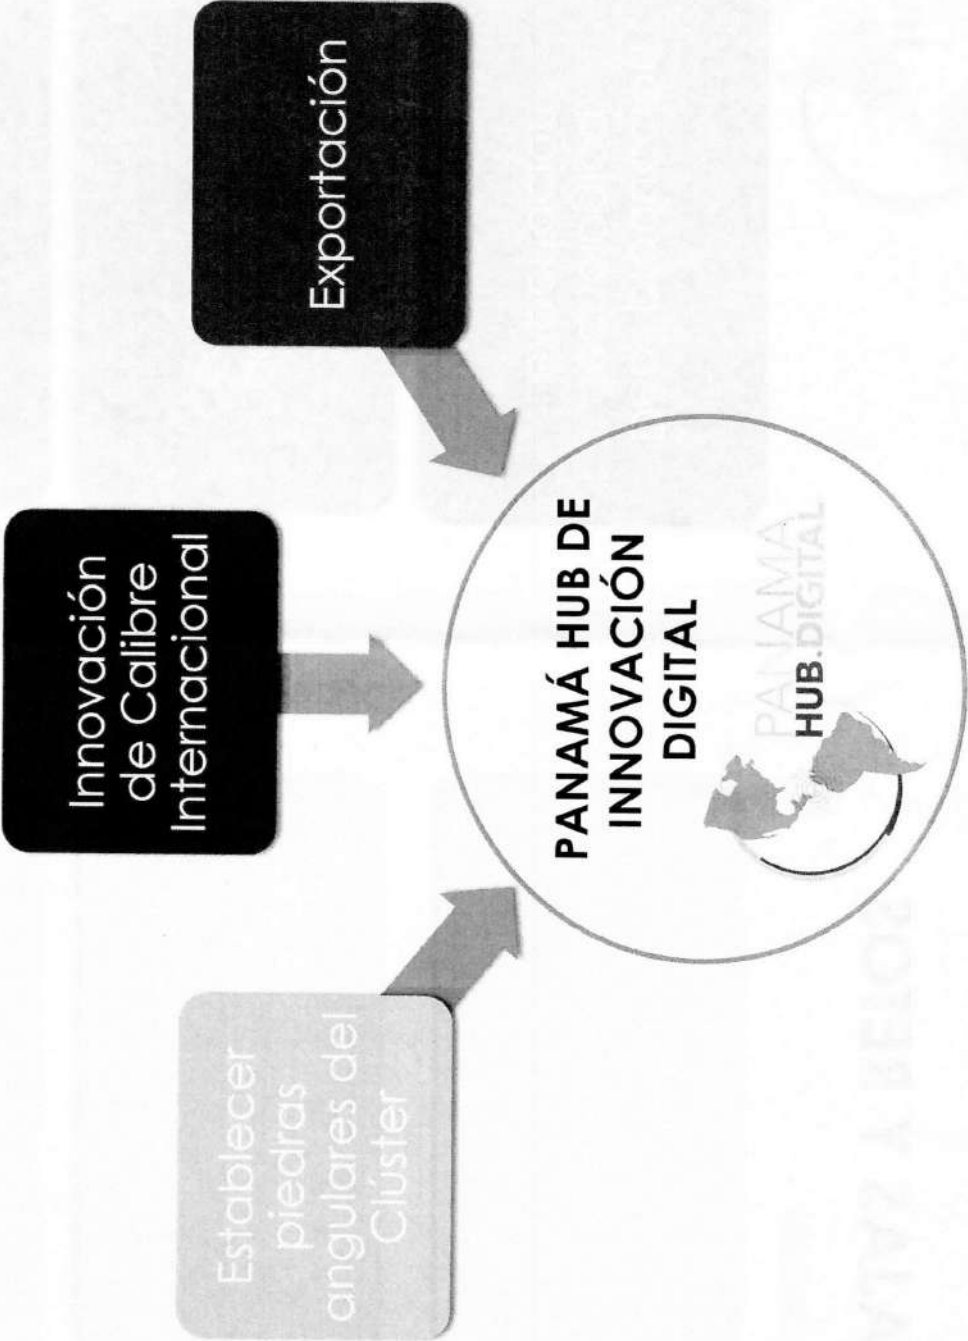 Establecer
piedras
angulares del
Clúster
Innovación
de Calibre
Internacional
Exportación
PANAMÁ HUB DE
INNOVACIÓN
DIGITAL
PANAMA
HUB.DIGITAL